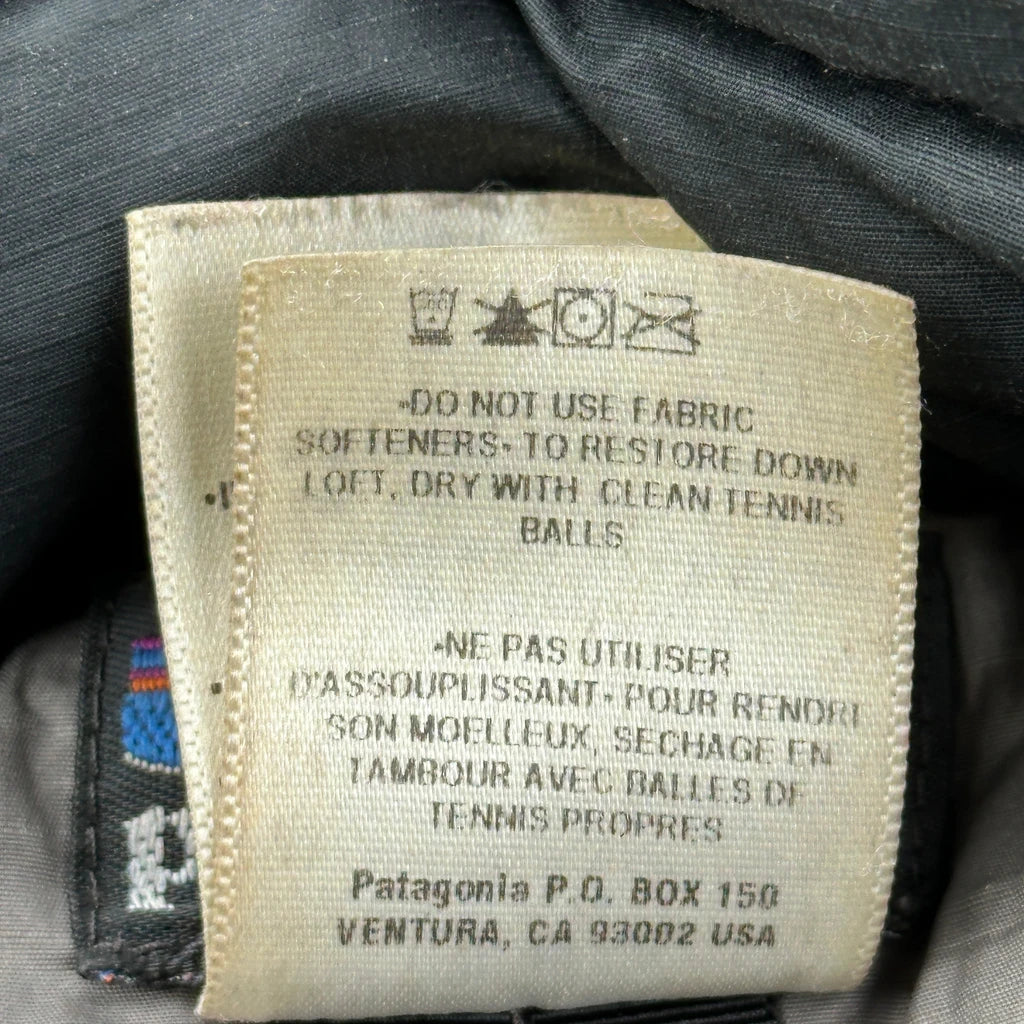 •DO NOT USE FABRIC
SOFTENERS• TO RESTORE DOWN
LOFT, DRY WITH CLEAN TENNIS
BALLS
•NE PAS UTILISER
D'ASSOUPLISSANT• POUR RENDRE
SON MOELLEUX, SECHAGE EN
TAMBOUR AVEC BALLES DE
TENNIS PROPRES
Patagonia P.O. BOX 150
VENTURA, CA 93002 USA